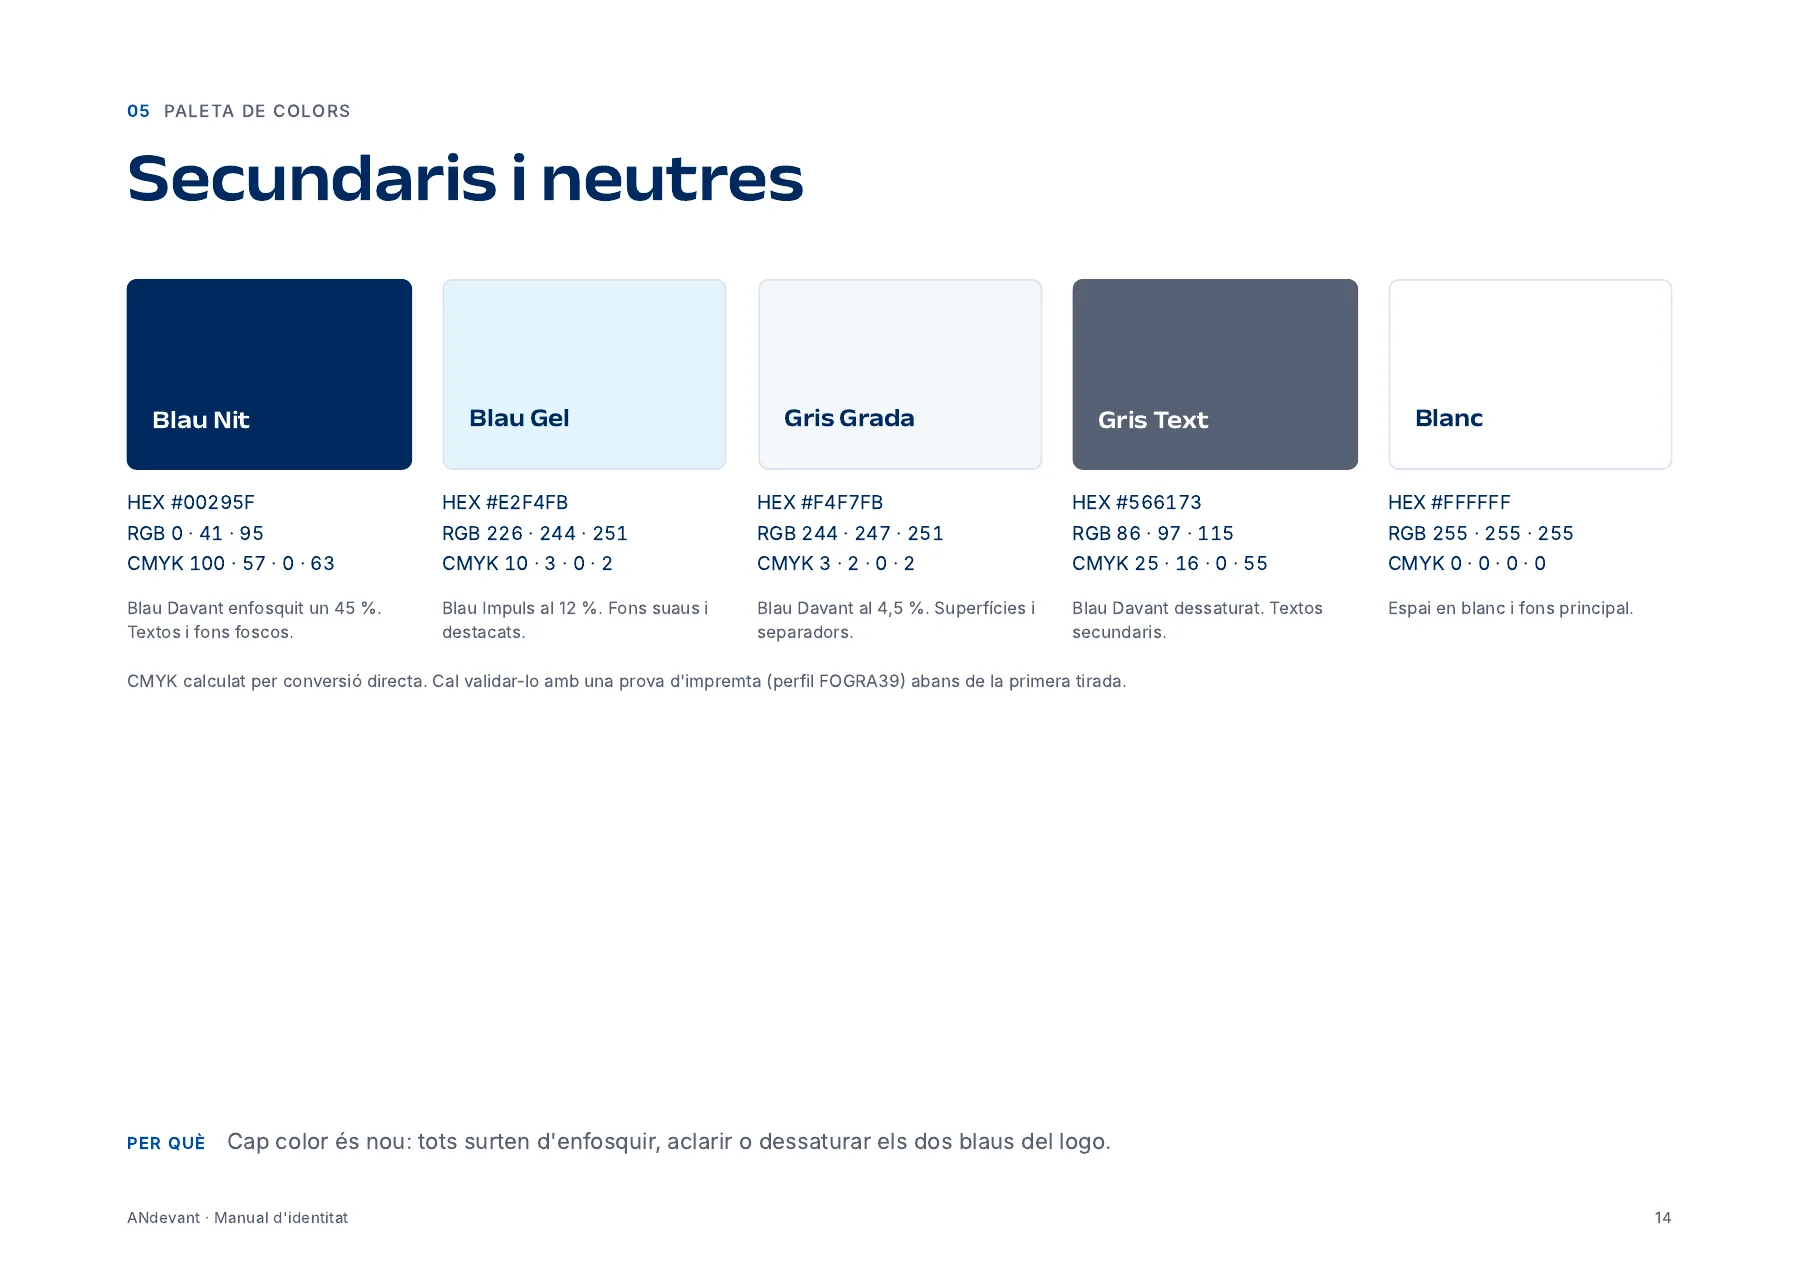 05 PALETA DE COLORS
Secundaris i neutres
Blau Nit
HEX #00295F
RGB 0 · 41 · 95
CMYK 100 · 57 · 0 · 63
Blau Davant enfosquit un 45 %.
Textos i fons foscos.
Blau Gel
HEX #E2F4FB
RGB 226 · 244 · 251
CMYK 10 · 3 · 0 · 2
Blau Impuls al 12 %. Fons suaus i
destacats.
Gris Grada
HEX #F4F7FB
RGB 244 · 247 · 251
CMYK 3 · 2 · 0 · 2
Blau Davant al 4,5 %. Superfícies i
separadors.
Gris Text
HEX #566173
RGB 86 · 97 · 115
CMYK 25 · 16 · 0 · 55
Blau Davant dessaturat. Textos
secundaris.
Blanc
HEX #FFFFFF
RGB 255 · 255 · 255
CMYK 0 · 0 · 0 · 0
Espai en blanc i fons principal.
CMYK calculat per conversió directa. Cal validar-lo amb una prova d'impremta (perfil FOGRA39) abans de la primera tirada.
PER QUÈ Cap color és nou: tots surten d'enfosquir, aclarir o dessaturar els dos blaus del logo.
ANdevant · Manual d'identitat
14